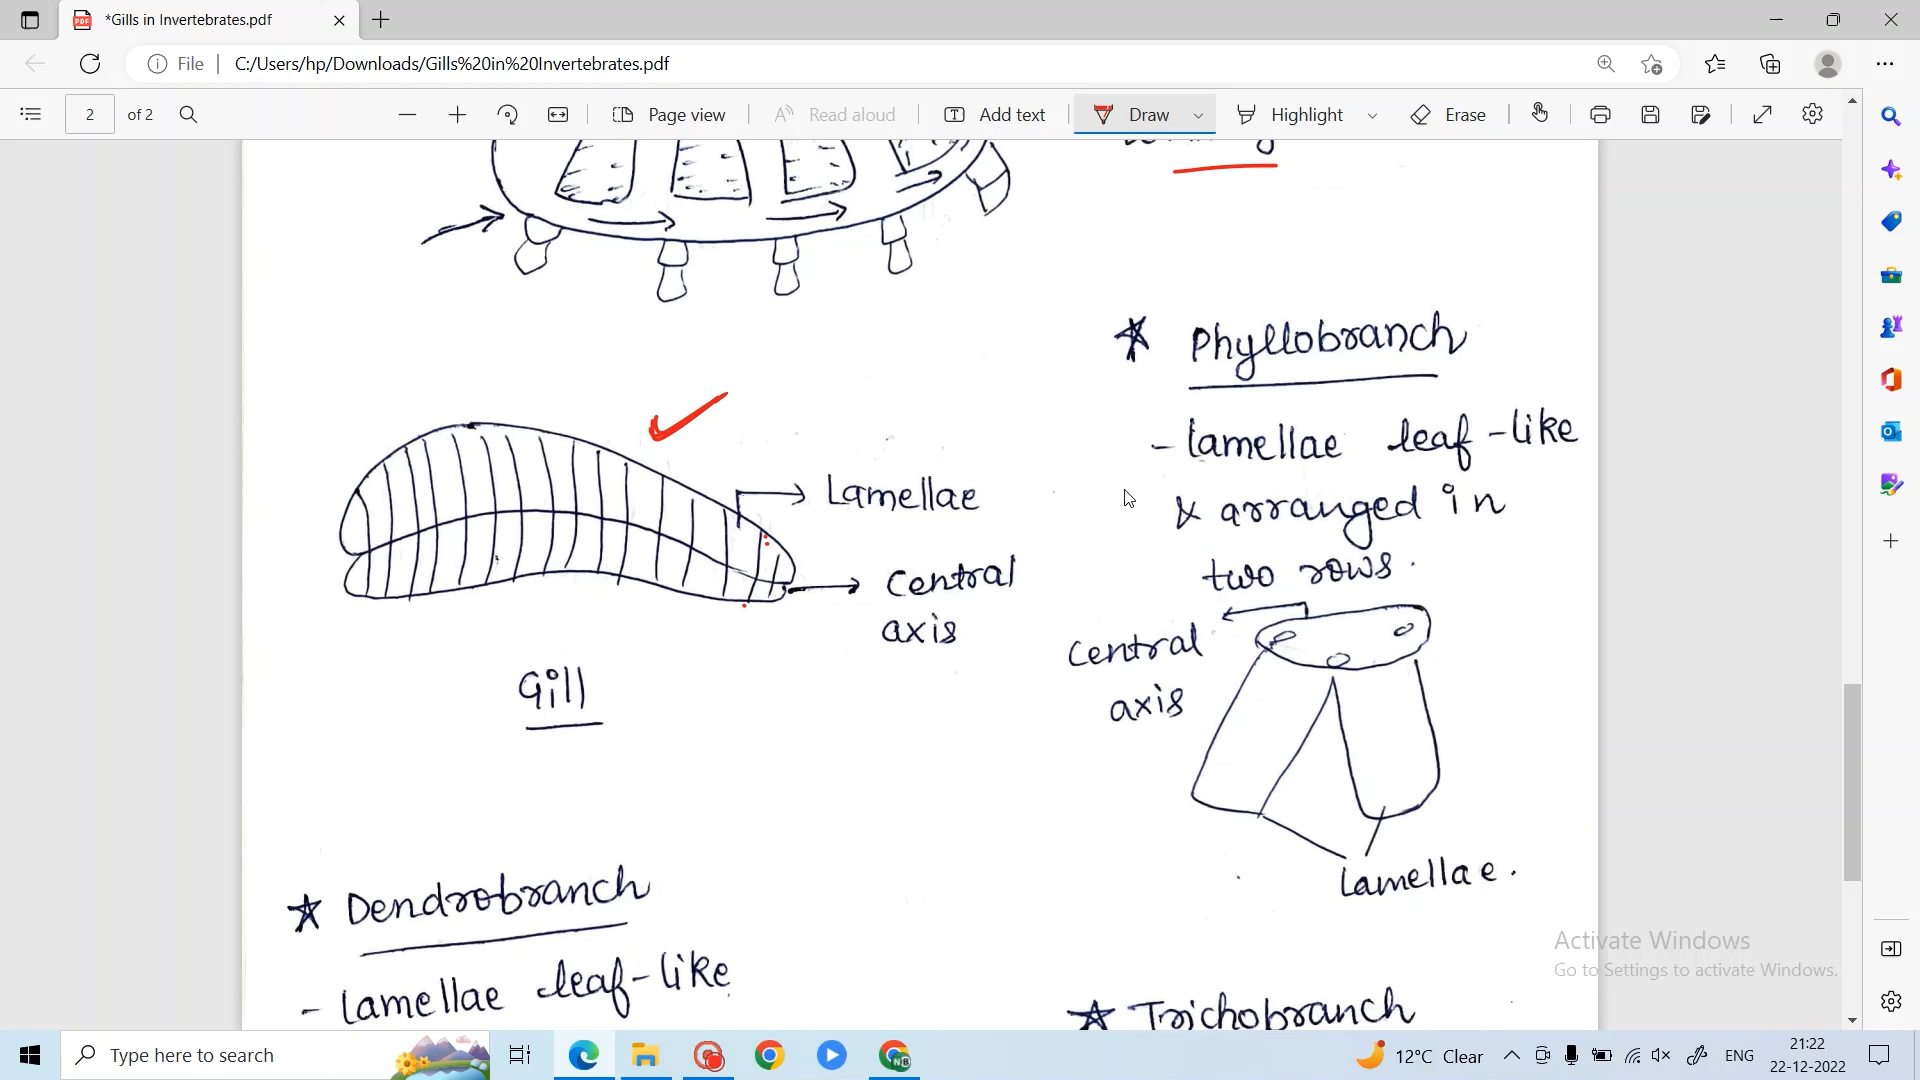 *Gills in Invertebrates.pdf
File
C:/Users/hp/Downloads/Gills%20in%20Invertebrates.pdf
2 of 2
Page view
Read aloud
Add text
Draw
Highlight
Erase
* Phyllobranch
- lamellae leaf-like
& arranged in
two rows.
Lamellae
Central
axis
Gill
Central
axis
Lamellae.
* Dendrobranch
- lamellae leaf-like
* Trichobranch
Activate Windows
Go to Settings to activate Windows.
Type here to search
12°C Clear
ENG
21:22
22-12-2022